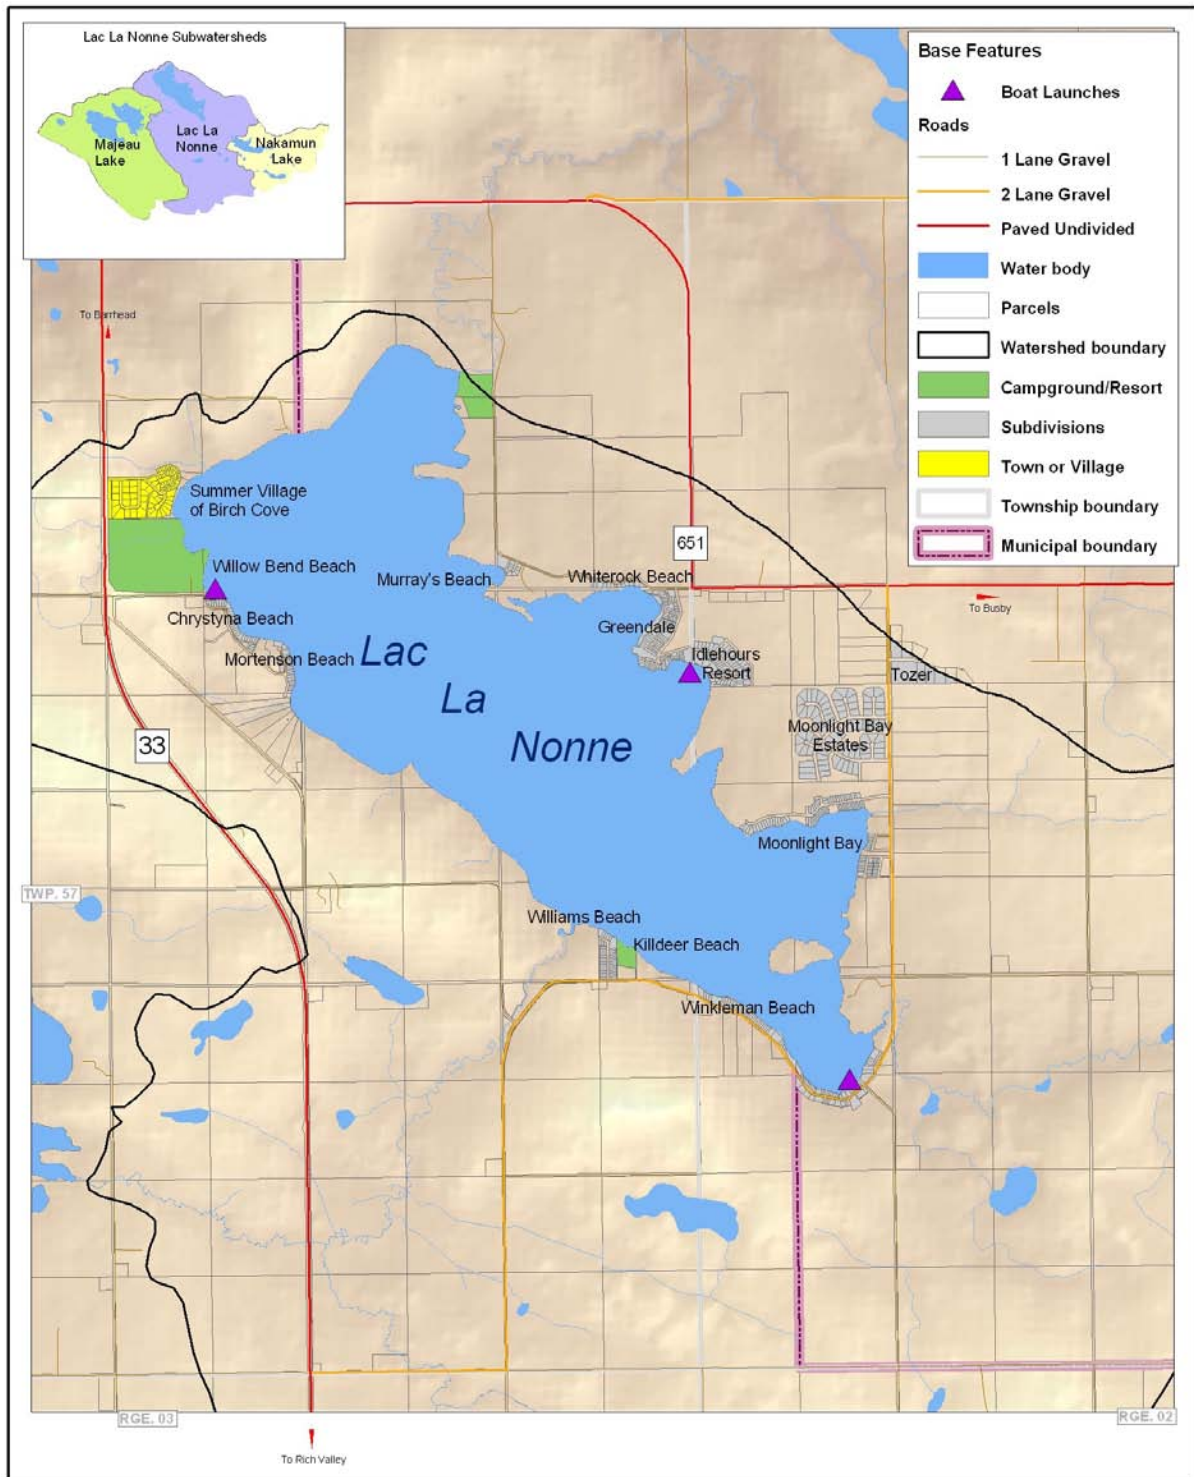 Lac La Nonne Subwatersheds
Majeau
Lake
Lac La
Nonne
Nakamun
Lake
Base Features
Boat Launches
Roads
1 Lane Gravel
2 Lane Gravel
Paved Undivided
Water body
Parcels
Watershed boundary
Campground/Resort
Subdivisions
Town or Village
Township boundary
Municipal boundary
To Barrhead
Summer Village
of Birch Cove
Willow Bend Beach
Murray's Beach
Whiterock Beach
651
To Busby
Chrystyna Beach
Greendale
Mortenson Beach
Lac
La
Nonne
Idlehours
Resort
Tozer
33
Moonlight Bay
Estates
Moonlight Bay
TWP. 57
Williams Beach
Killdeer Beach
Winkleman Beach
RGE. 03
RGE. 02
To Rich Valley